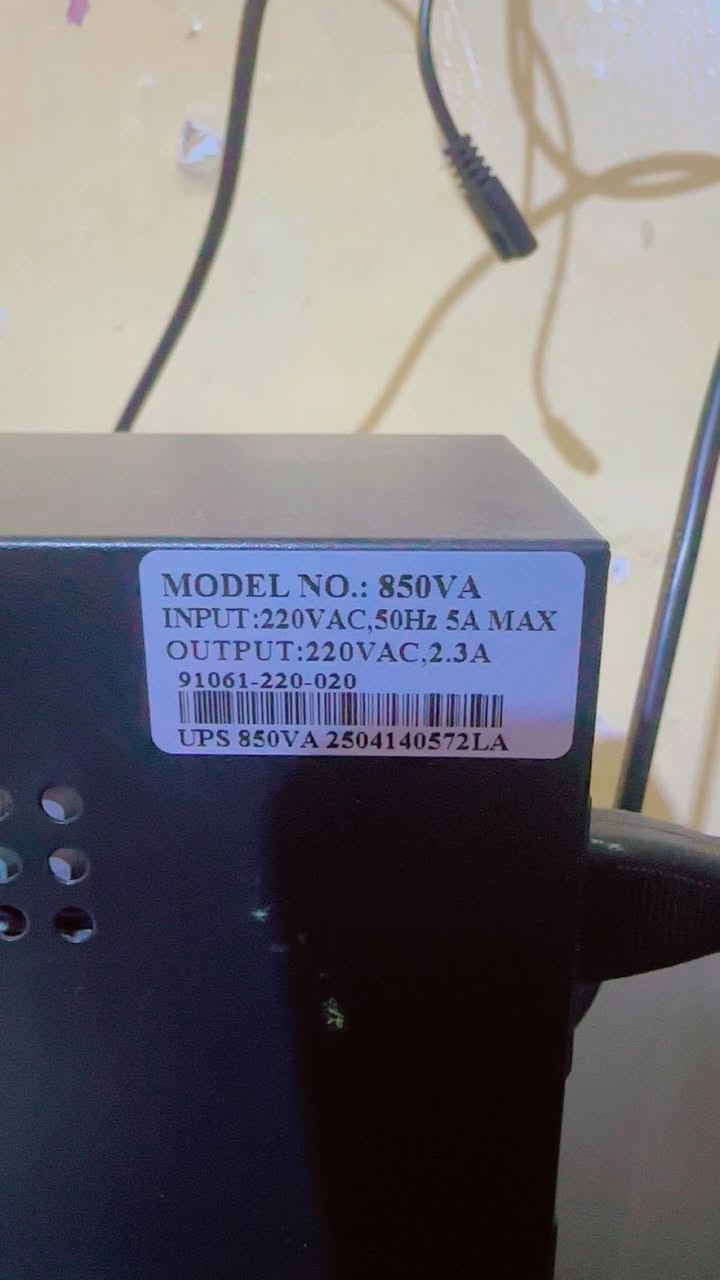 MODEL NO.: 850VA
INPUT:220VAC,50Hz 5A MAX
OUTPUT:220VAC,2.3A
91061-220-020
UPS 850VA 2504140572LA